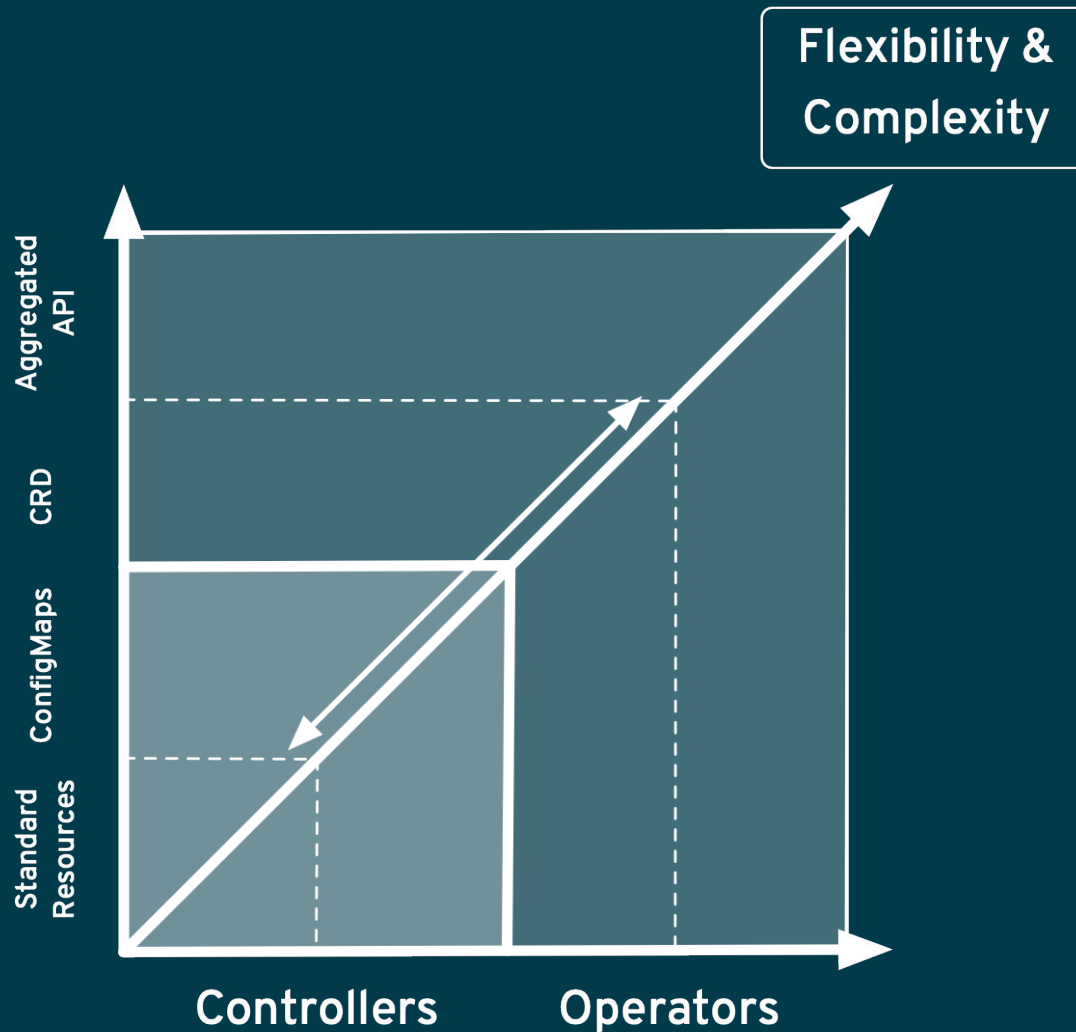 Flexibility &
Complexity
Aggregated
API
CRD
ConfigMaps
Standard
Resources
Controllers
Operators